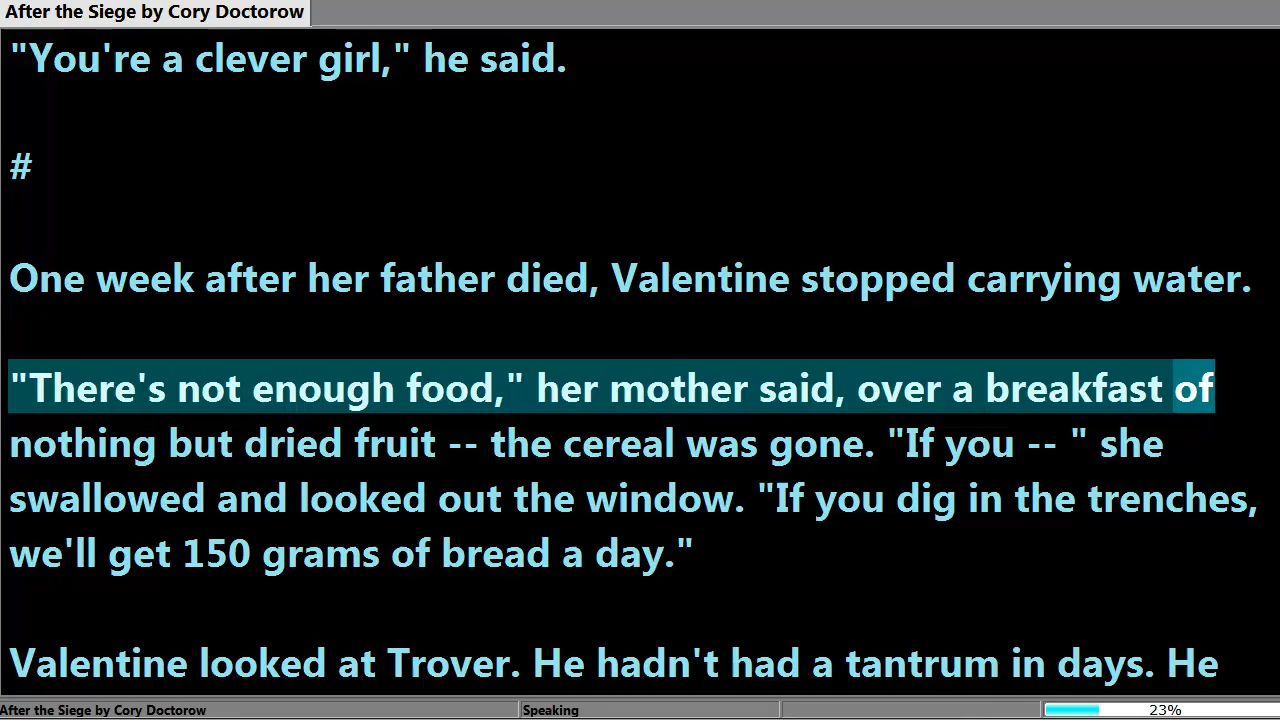 After the Siege by Cory Doctorow
"You're a clever girl," he said.
#
One week after her father died, Valentine stopped carrying water.
"There's not enough food," her mother said, over a breakfast of
nothing but dried fruit -- the cereal was gone. "If you -- " she
swallowed and looked out the window. "If you dig in the trenches,
we'll get 150 grams of bread a day."
Valentine looked at Trover. He hadn't had a tantrum in days. He
After the Siege by Cory Doctorow
Speaking
23%